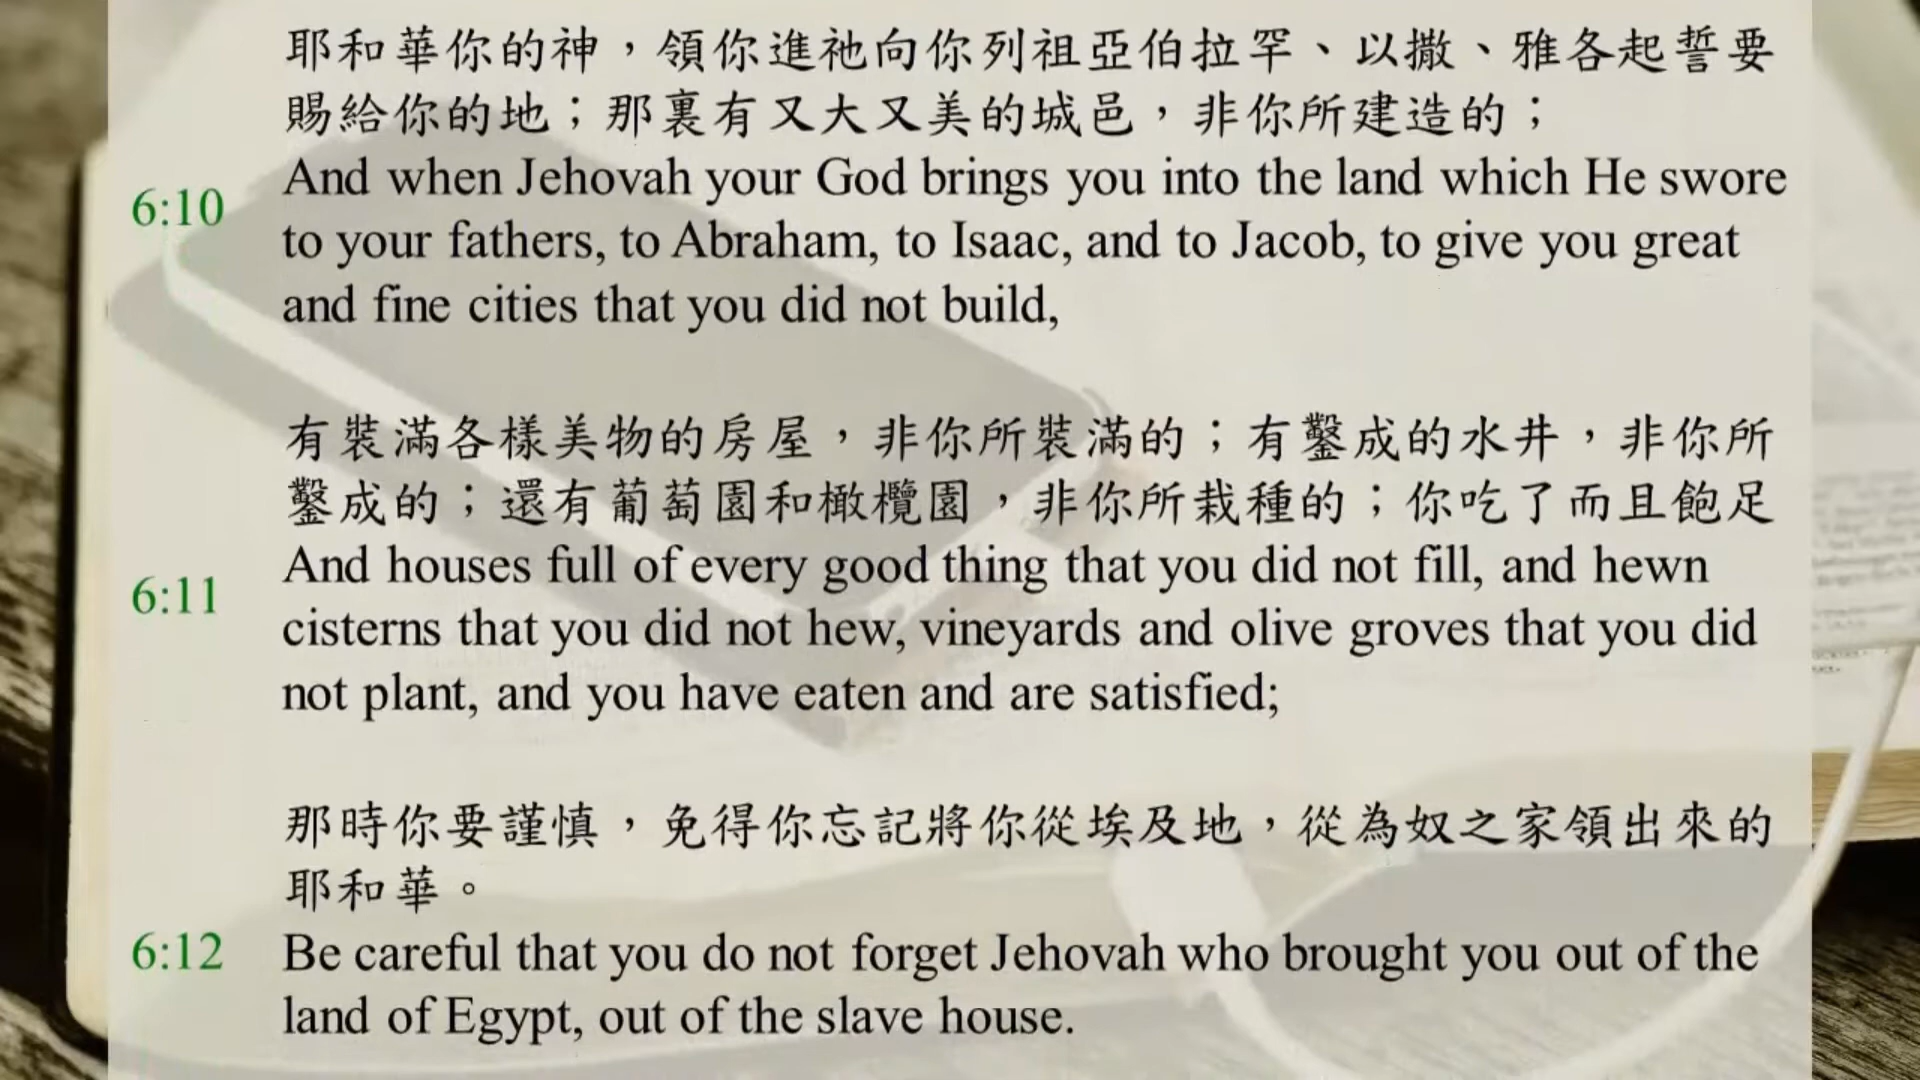 耶和華你的神，領你進祂向你列祖亞伯拉罕、以撒、雅各起誓要
賜給你的地；那裏有又大又美的城邑，非你所建造的；
6:10 And when Jehovah your God brings you into the land which He swore
to your fathers, to Abraham, to Isaac, and to Jacob, to give you great
and fine cities that you did not build,
有裝滿各樣美物的房屋，非你所裝滿的；有鑿成的水井，非你所
鑿成的；還有葡萄園和橄欖園，非你所栽種的；你吃了而且飽足
6:11 And houses full of every good thing that you did not fill, and hewn
cisterns that you did not hew, vineyards and olive groves that you did
not plant, and you have eaten and are satisfied;
那時你要謹慎，免得你忘記將你從埃及地，從為奴之家領出來的
耶和華。
6:12 Be careful that you do not forget Jehovah who brought you out of the
land of Egypt, out of the slave house.